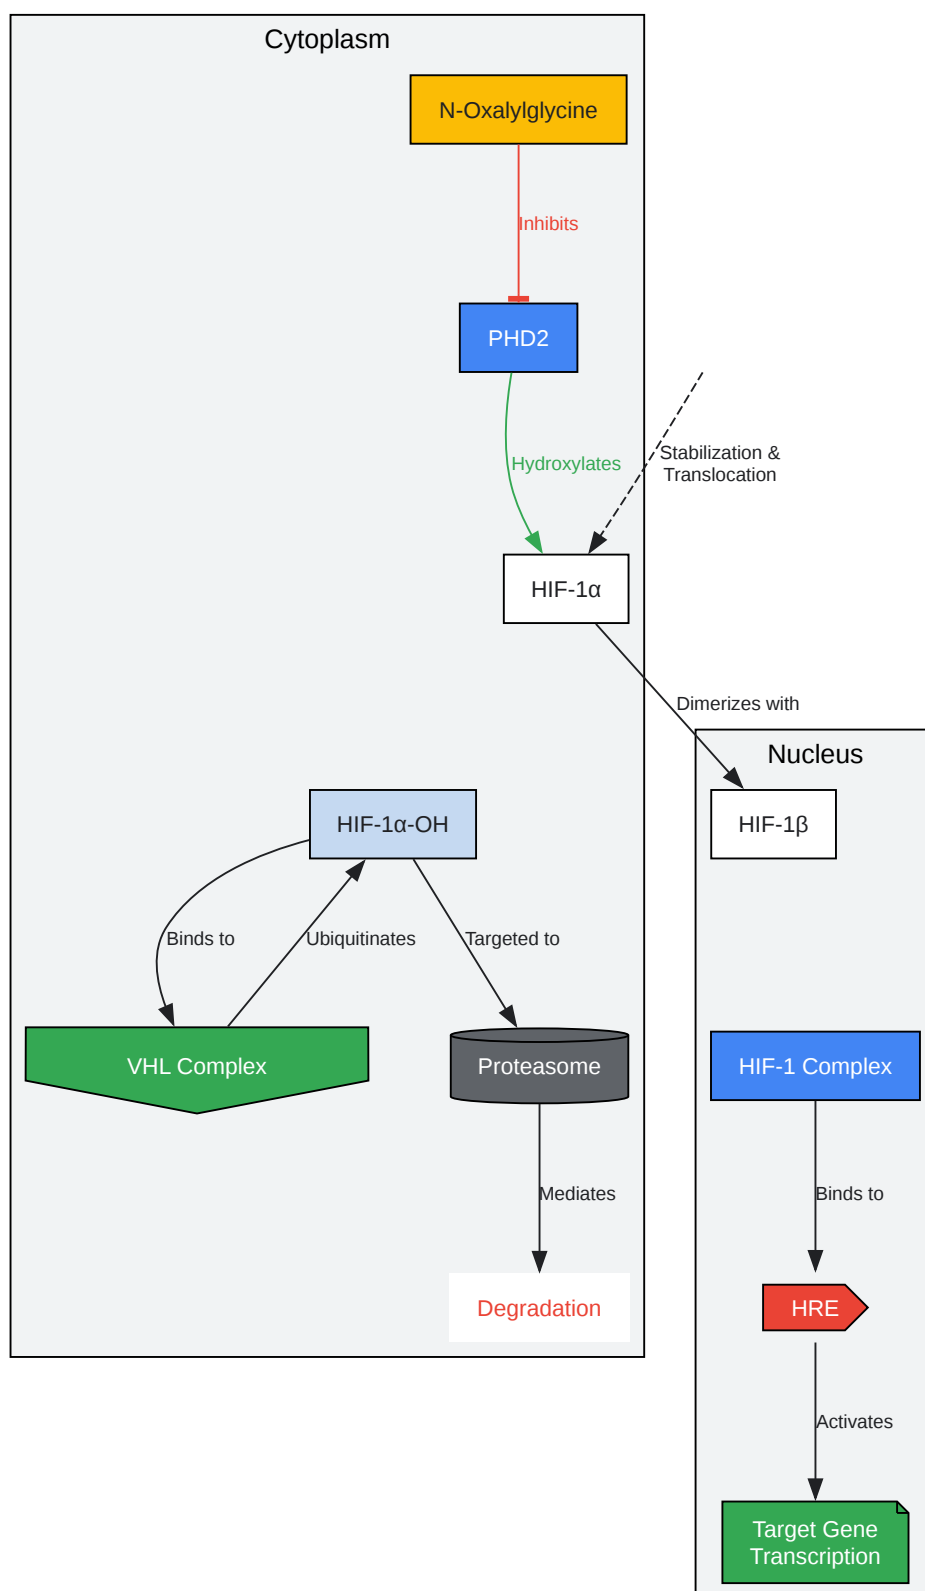 Cytoplasm
N-Oxalylglycine
Inhibits
PHD2
Hydroxylates
Stabilization &
Translocation
HIF-1α
Dimerizes with
Nucleus
HIF-1α-OH
HIF-1β
Binds to
Ubiquitinates
Targeted to
VHL Complex
Proteasome
HIF-1 Complex
Mediates
Binds to
Degradation
HRE
Activates
Target Gene
Transcription